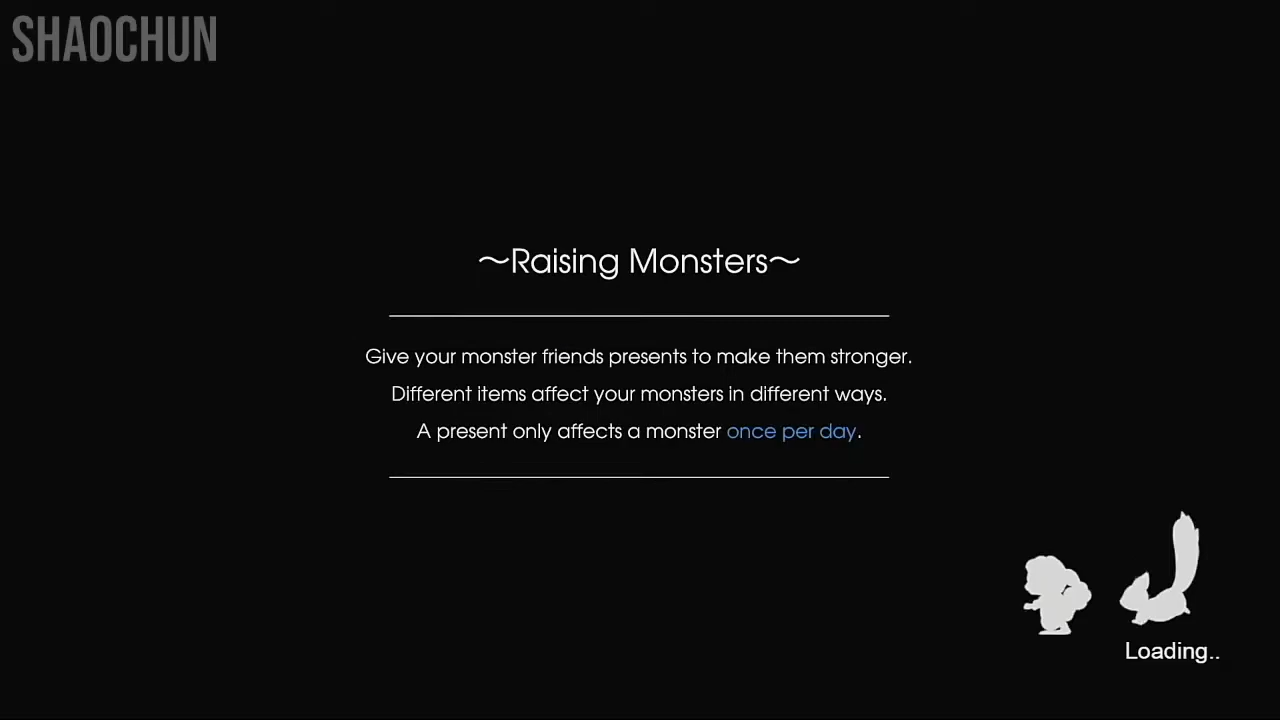 SHAOCHUN
～Raising Monsters～
Give your monster friends presents to make them stronger.
Different items affect your monsters in different ways.
A present only affects a monster once per day.
Loading..